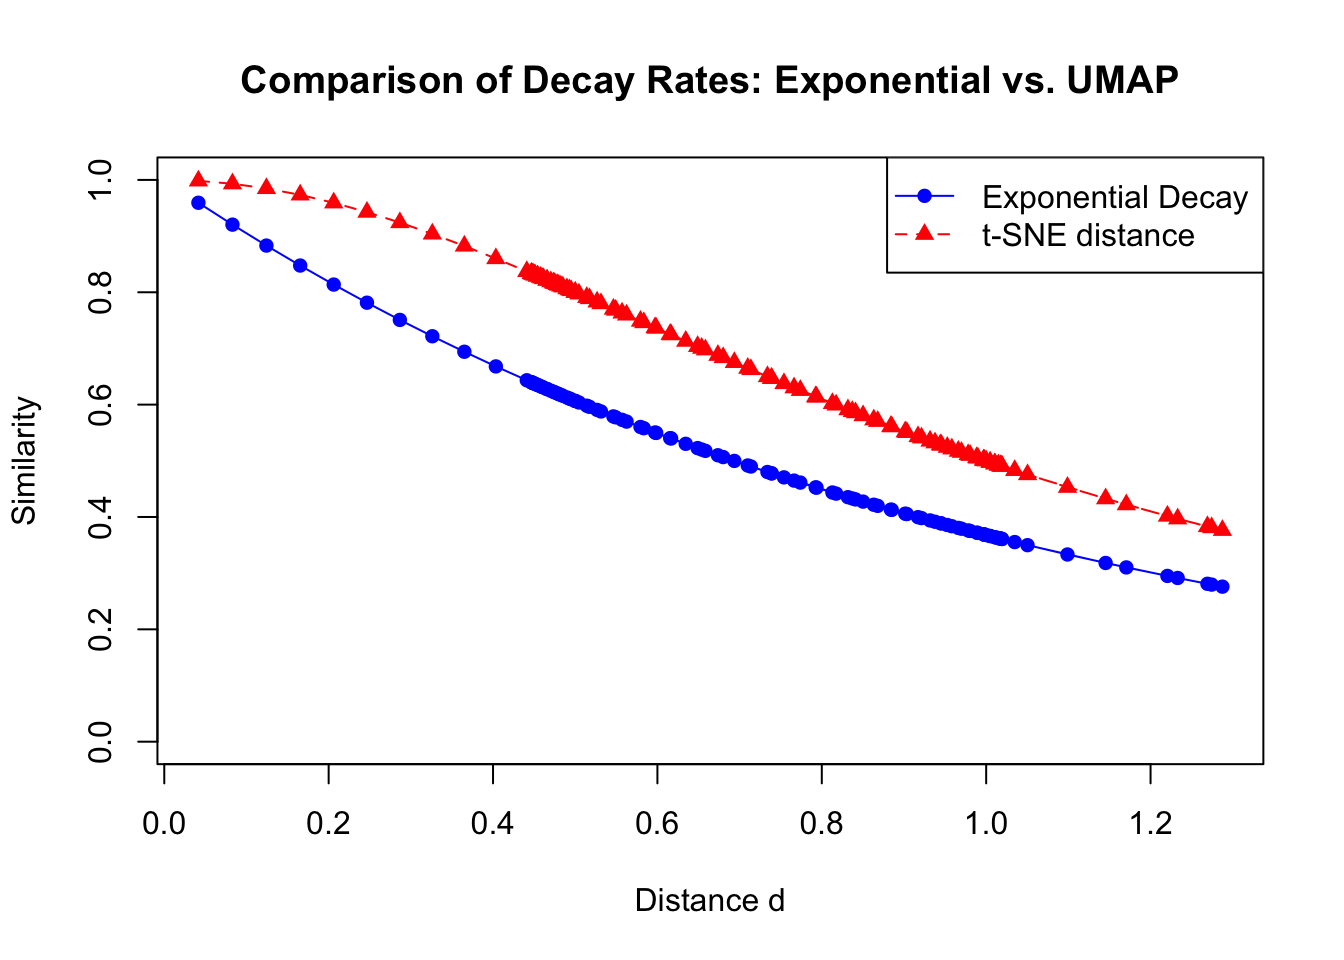 Comparison of Decay Rates: Exponential vs. UMAP
Exponential Decay
t-SNE distance
Similarity
1.0
0.8
0.6
0.4
0.2
0.0
0.0 0.2 0.4 0.6 0.8 1.0 1.2
Distance d